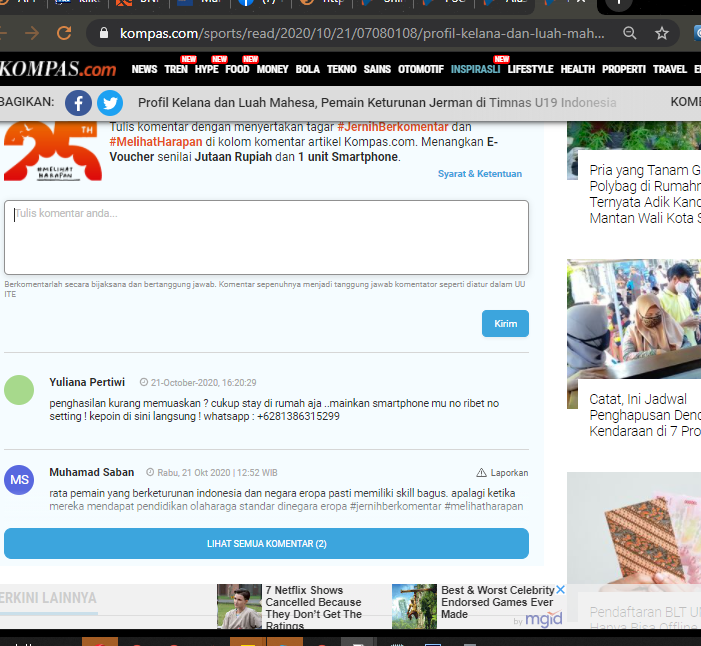 kompas.com/sports/read/2020/10/21/07080108/profil-kelana-dan-luah-mah...
KOMPAS.com
NEWS TREN NEW HYPE NEW FOOD NEW MONEY BOLA TEKNO SAINS OTOMOTIF INSPIRASLI NEW LIFESTYLE HEALTH PROPERTI TRAVEL
BAGIKAN: Profil Kelana dan Luah Mahesa, Pemain Keturunan Jerman di Timnas U19 Indonesia KOME
25TH
#MELIHAT HARAPAN
Tulis komentar dengan menyertakan tagar #JernihBerkomentar dan
#MelihatHarapan di kolom komentar artikel Kompas.com. Menangkan E-
Voucher senilai Jutaan Rupiah dan 1 unit Smartphone.
Syarat & Ketentuan
Tulis komentar anda...
Berkomentarlah secara bijaksana dan bertanggung jawab. Komentar sepenuhnya menjadi tanggung jawab komentator seperti diatur dalam UU
ITE
Kirim
Yuliana Pertiwi 21-October-2020, 16:20:29
penghasilan kurang memuaskan ? cukup stay di rumah aja ..mainkan smartphone mu no ribet no
setting ! kepoin di sini langsung ! whatsapp : +6281386315299
MS
Muhamad Saban Rabu, 21 Okt 2020 | 12:52 WIB Laporkan
rata pemain yang berketurunan indonesia dan negara eropa pasti memiliki skill bagus. apalagi ketika
mereka mendapat pendidikan olaharaga standar dinegara eropa #jernihberkomentar #melihatharapan
LIHAT SEMUA KOMENTAR (2)
Pria yang Tanam G
Polybag di Rumahn
Ternyata Adik Kand
Mantan Wali Kota S
Catat, Ini Jadwal
Penghapusan Dend
Kendaraan di 7 Pro
Pendaftaran BLT U
Hanya Bisa Offline
ERKINI LAINNYA
7 Netflix Shows
Cancelled Because
They Don't Get The
Ratings
Best & Worst Celebrity
Endorsed Games Ever
Made
by mgid